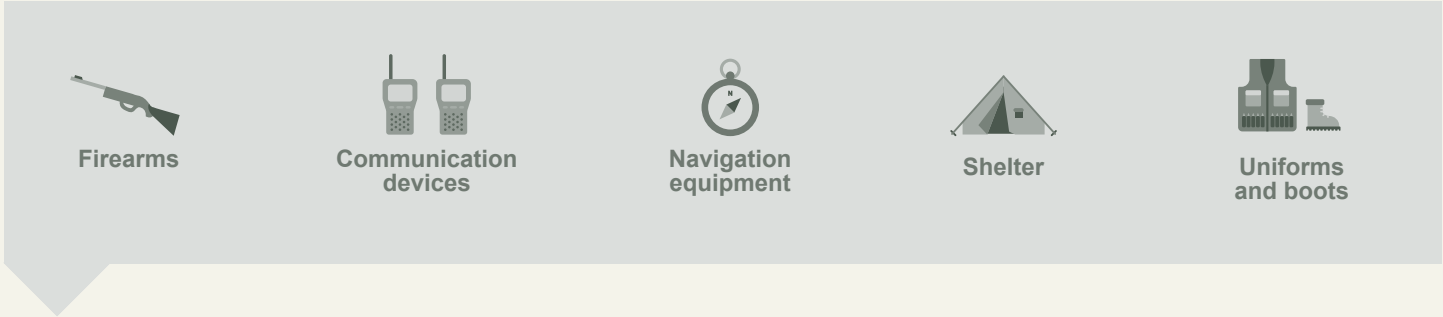 N
Firearms
Communication
devices
Navigation
equipment
Shelter
Uniforms
and boots